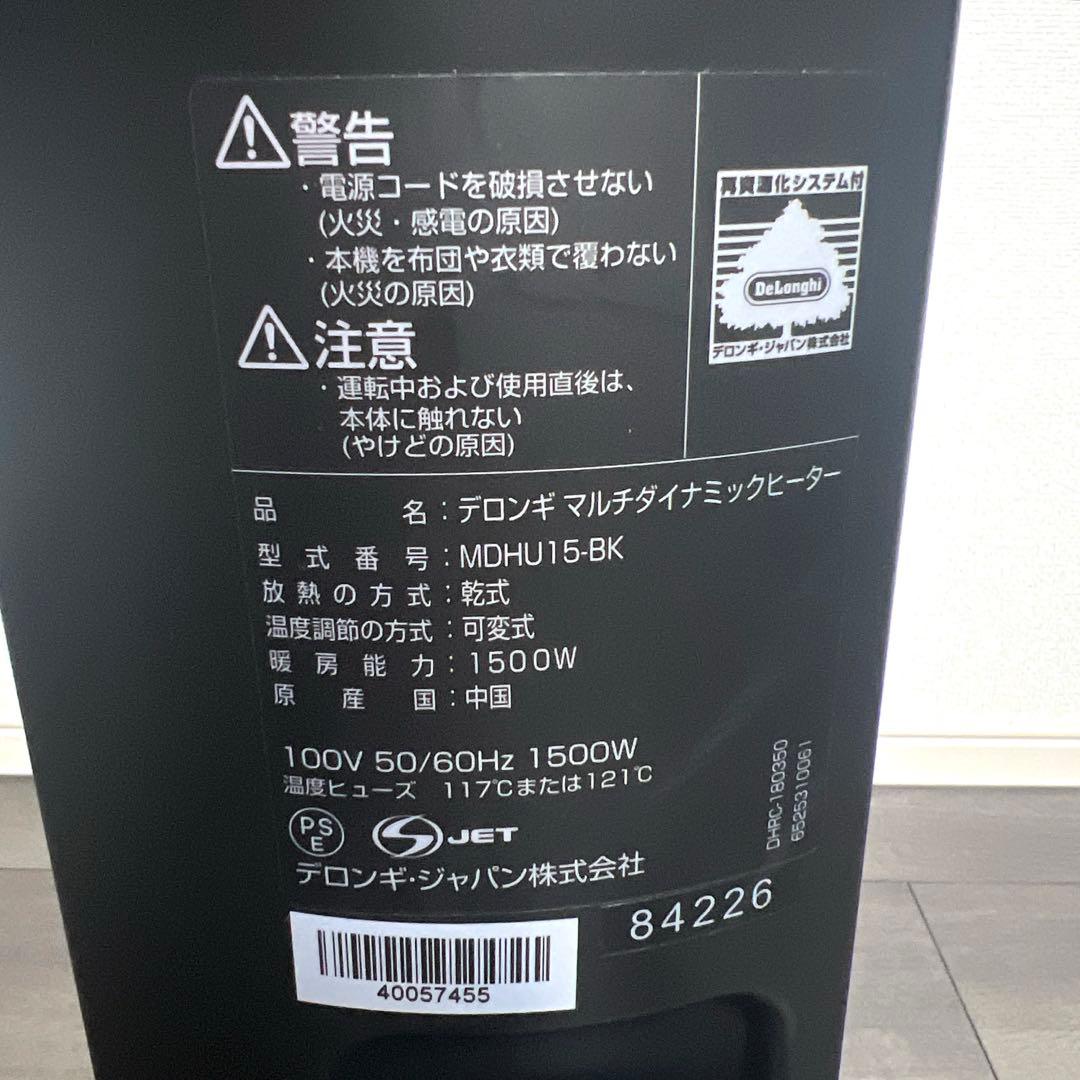 警告
・電源コードを破損させない
(火災・感電の原因)
・本機を布団や衣類で覆わない
(火災の原因)
注意
・運転中および使用直後は、
本体に触れない
(やけどの原因)
再資源化システム付
DeLonghi
デロンギ・ジャパン株式会社
品名：デロンギ マルチダイナミックヒーター
型式番号：MDHU15-BK
放熱の方式：乾式
温度調節の方式：可変式
暖房能力：1500W
原産国：中国
100V 50/60Hz 1500W
温度ヒューズ 117℃または121℃
PSE
S JET
デロンギ・ジャパン株式会社
DHRC-180350
6525310061
84226
40057455